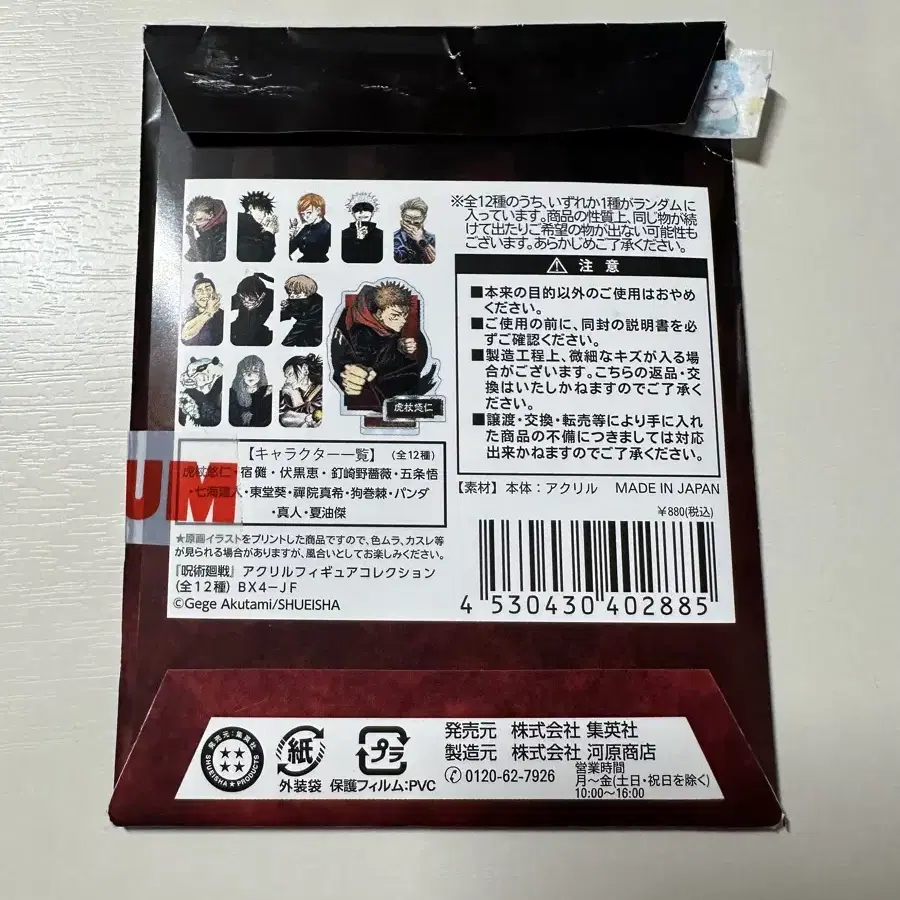 ※全12種のうち、いずれか1種がランダムに
入っています。商品の性質上、同じ物が続
けて出たりご希望の物が出ない可能性も
ございます。あらかじめご了承ください。
⚠ 注意
■本来の目的以外のご使用はおやめ
ください。
■ご使用の前に、同封の説明書を必
ずご確認ください。
■製造工程上、微細なキズが入る場
合がございます。こちらの返品・交
換はいたしかねますのでご了承く
ださい。
■譲渡・交換・転売等により手に入れ
た商品の不備につきましては対応
出来かねますのでご了承ください。
虎杖悠仁
【キャラクター一覧】 (全12種)
虎杖悠仁・宿儺・伏黒恵・釘崎野薔薇・五条悟
・七海建人・東堂葵・禪院真希・狗巻棘・パンダ
・真人・夏油傑
UM
★原画イラストをプリントした商品ですので、色ムラ、カスレ等
が見られる場合がありますが、風合いとしてお楽しみください。
『呪術廻戦』アクリルフィギュアコレクション
(全12種) BX4-JF
©Gege Akutami/SHUEISHA
【素材】本体:アクリル MADE IN JAPAN
¥880(税込)
4 530430 402885
発売元:集英社
SHUEISHA PRODUCTS
紙
外装袋
プラ
保護フィルム:PVC
発売元 株式会社 集英社
製造元 株式会社 河原商店
0120-62-7926
営業時間
月〜金(土日・祝日を除く)
10:00〜16:00